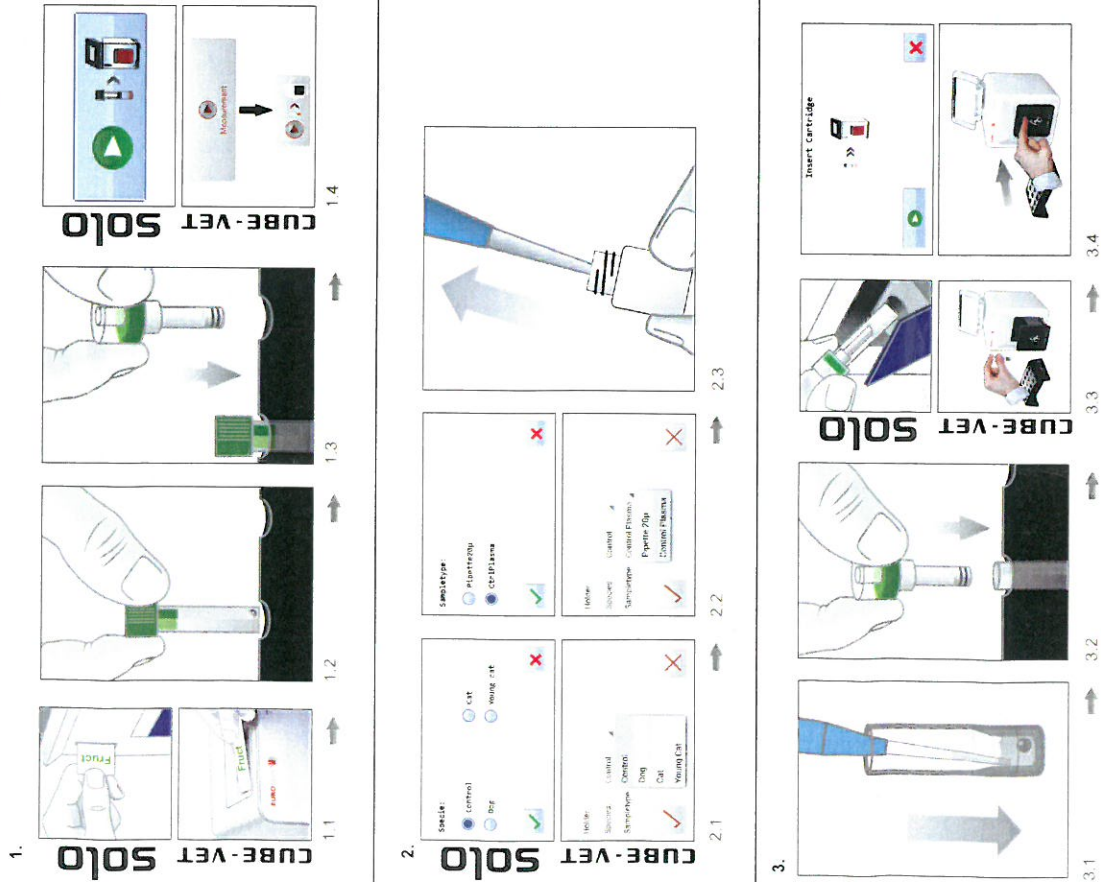 1.
SOLO
CUBE-VET
Fruct
Fruct
1.1
1.2
1.3
SOLO
CUBE-VET
Measurement
1.4
2.
SOLO
CUBE-VET
Specie:
Control
Cat
Dog
Young cat
Species
Control
Sampletype
Control
Dog
Cat
Young Cat
2.1
Sampletype:
Pipette20µ
CtrlPlasma
Species
Control
Sampletype
Control Plasma
Pipette 20µ
Control Plasma
2.2
2.3
3.
3.1
3.2
SOLO
CUBE-VET
3.3
Insert Cartridge
3.4